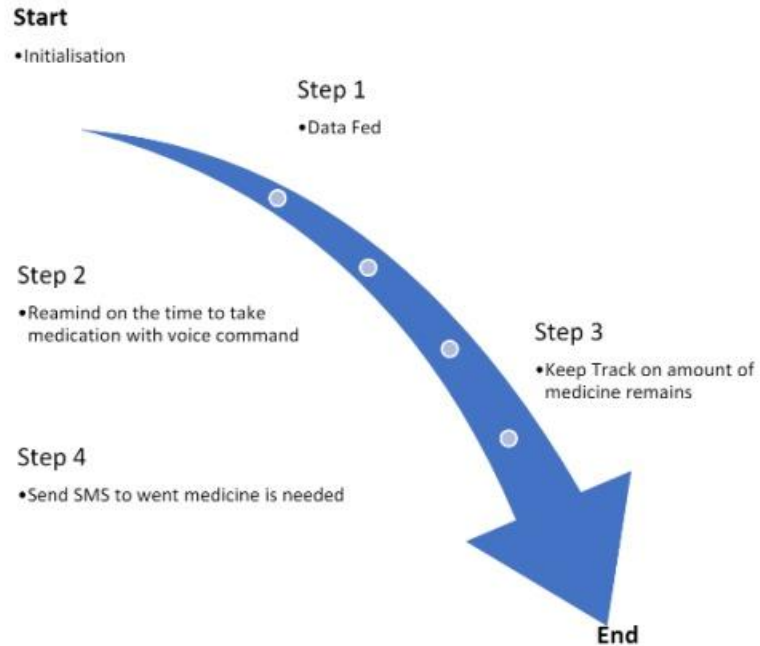 Start
•Initialisation
Step 1
•Data Fed
Step 2
•Reamind on the time to take
medication with voice command
Step 3
•Keep Track on amount of
medicine remains
Step 4
•Send SMS to went medicine is needed
End